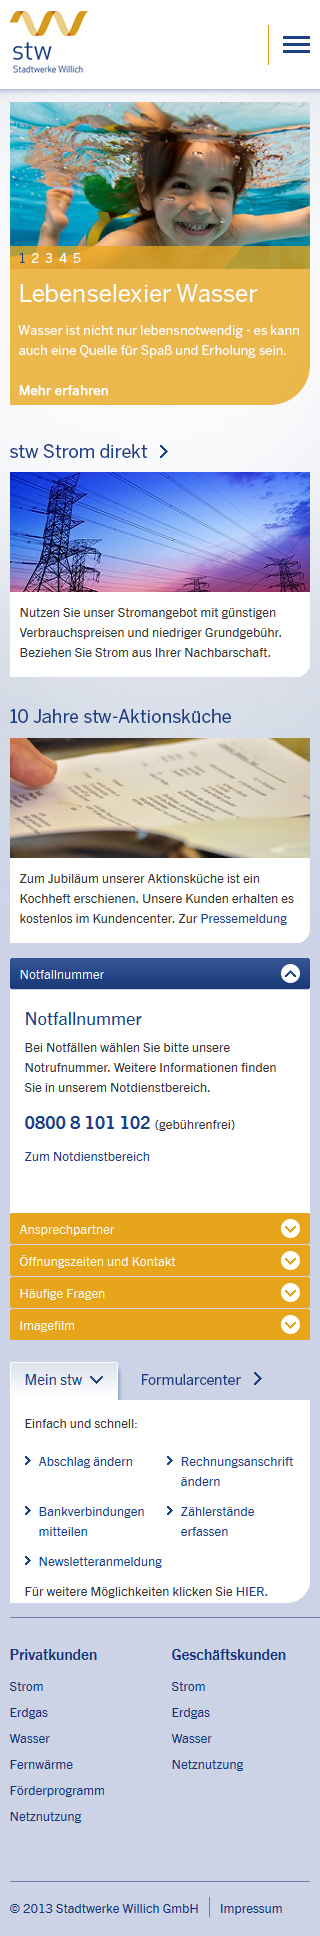 stw
Stadtwerke Willich
1 2 3 4 5
Lebenselexier Wasser
Wasser ist nicht nur lebensnotwendig - es kann
auch eine Quelle für Spaß und Erholung sein.
Mehr erfahren
stw Strom direkt
Nutzen Sie unser Stromangebot mit günstigen
Verbrauchspreisen und niedriger Grundgebühr.
Beziehen Sie Strom aus Ihrer Nachbarschaft.
10 Jahre stw-Aktionsküche
Zum Jubiläum unserer Aktionsküche ist ein
Kochheft erschienen. Unsere Kunden erhalten es
kostenlos im Kundencenter. Zur Pressemeldung
Notfallnummer
Notfallnummer
Bei Notfällen wählen Sie bitte unsere
Notrufnummer. Weitere Informationen finden
Sie in unserem Notdienstbereich.
0800 8 101 102 (gebührenfrei)
Zum Notdienstbereich
Ansprechpartner
Öffnungszeiten und Kontakt
Häufige Fragen
Imagefilm
Mein stw Formularcenter
Einfach und schnell:
Abschlag ändern
Rechnungsanschrift
ändern
Bankverbindungen
mitteilen
Zählerstände
erfassen
Newsletteranmeldung
Für weitere Möglichkeiten klicken Sie HIER.
Privatkunden
Strom
Erdgas
Wasser
Fernwärme
Förderprogramm
Netznutzung
Geschäftskunden
Strom
Erdgas
Wasser
Netznutzung
© 2013 Stadtwerke Willich GmbH Impressum